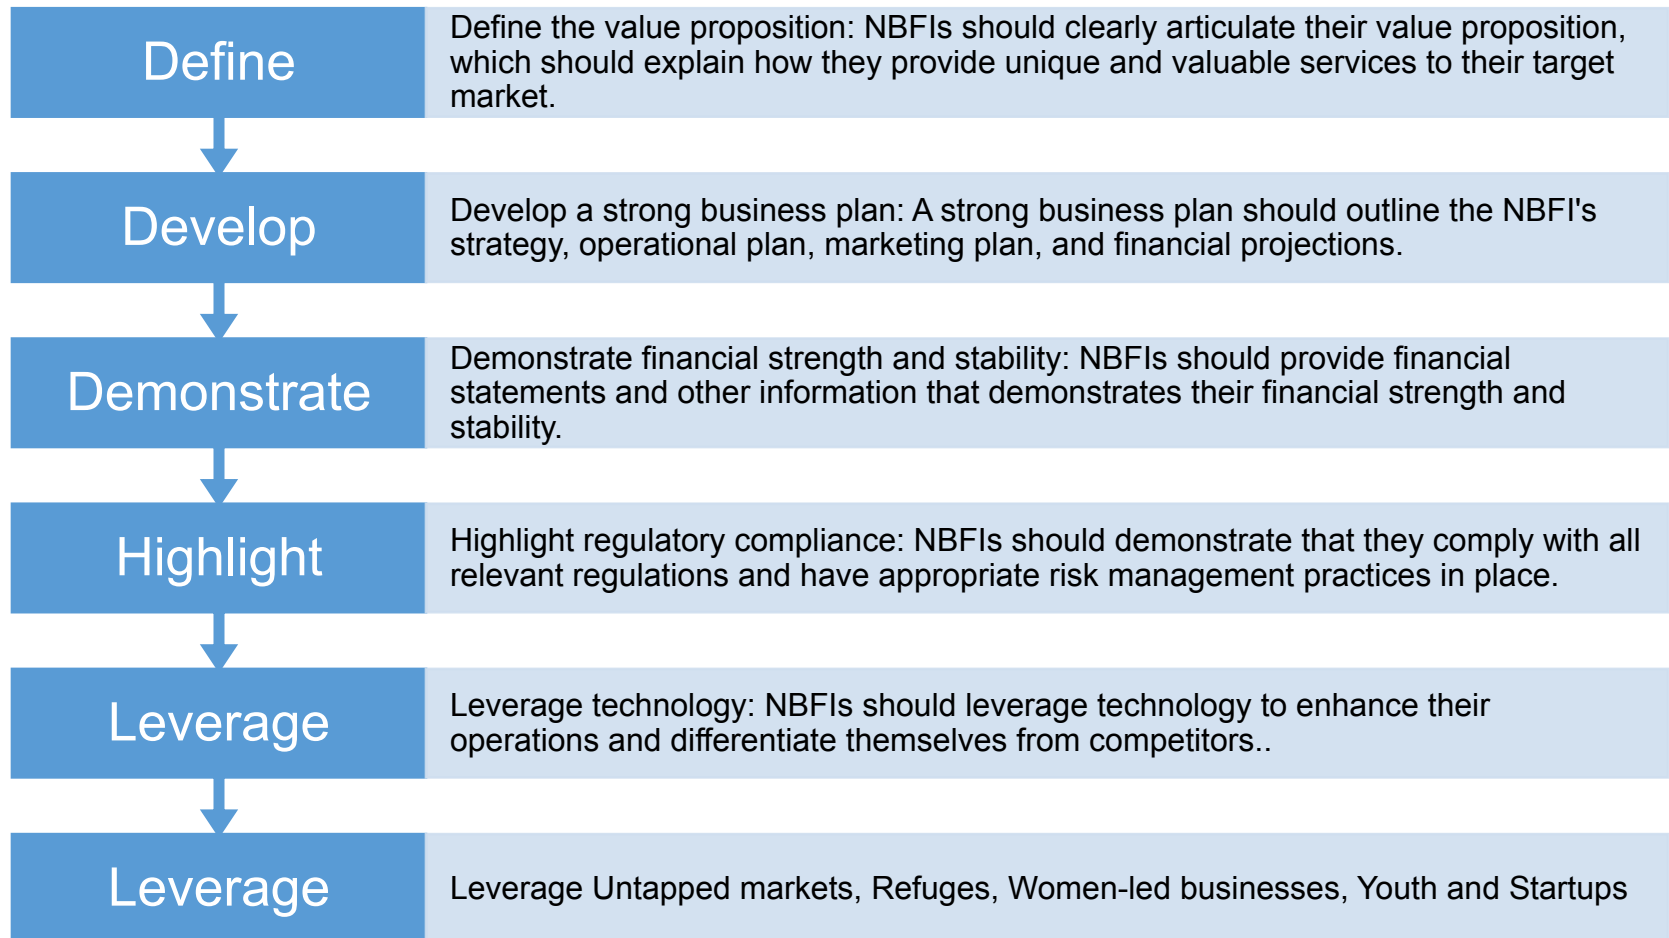 Define
Define the value proposition: NBFIs should clearly articulate their value proposition,
which should explain how they provide unique and valuable services to their target
market.
Develop
Develop a strong business plan: A strong business plan should outline the NBFI's
strategy, operational plan, marketing plan, and financial projections.
Demonstrate
Demonstrate financial strength and stability: NBFIs should provide financial
statements and other information that demonstrates their financial strength and
stability.
Highlight
Highlight regulatory compliance: NBFIs should demonstrate that they comply with all
relevant regulations and have appropriate risk management practices in place.
Leverage
Leverage technology: NBFIs should leverage technology to enhance their
operations and differentiate themselves from competitors..
Leverage
Leverage Untapped markets, Refuges, Women-led businesses, Youth and Startups